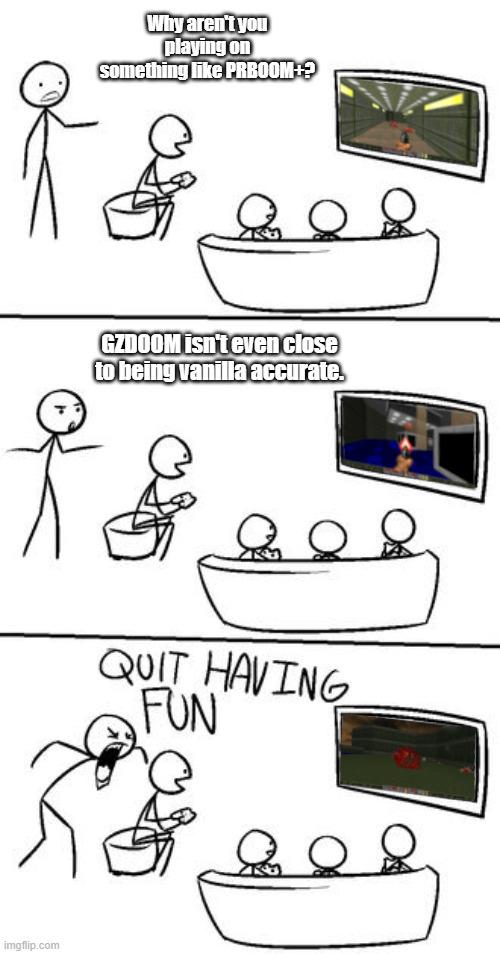 Why aren't you
playing on
something like PRBOOM+?
GZDOOM isn't even close
to being vanilla accurate.
QUIT HAVING
FUN
imgflip.com